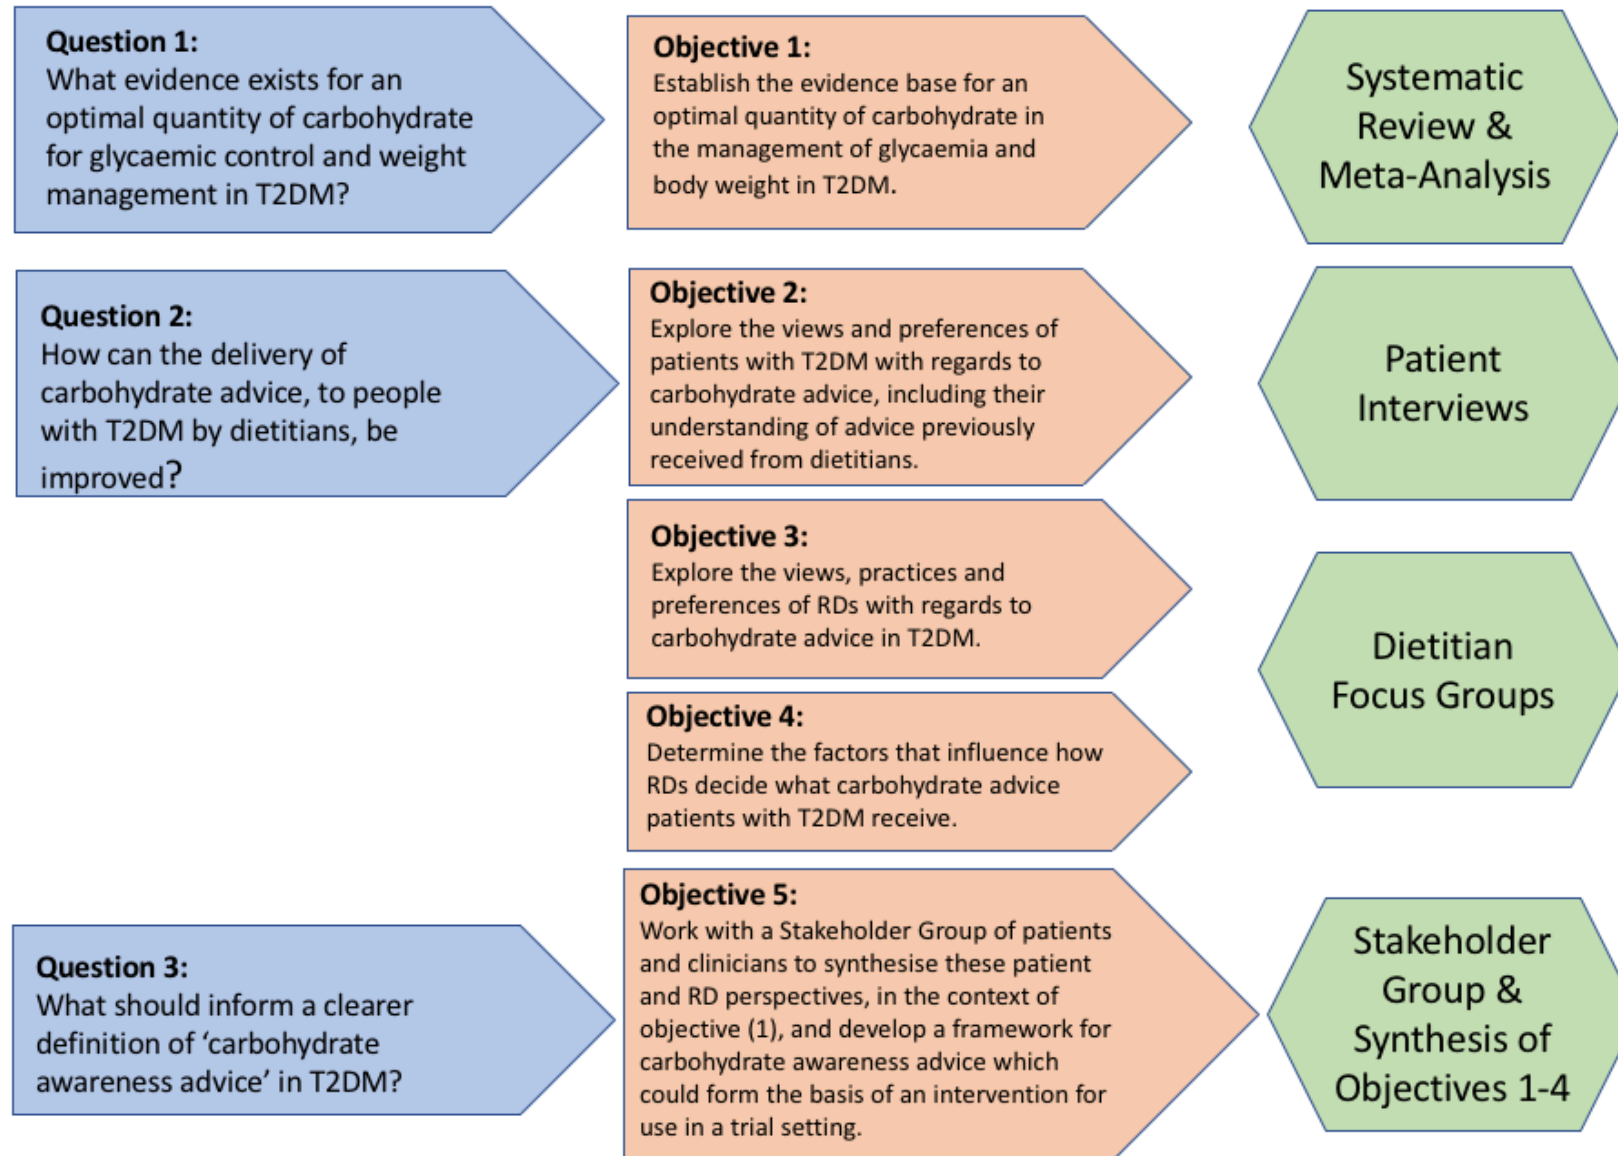 Question 1:
What evidence exists for an
optimal quantity of carbohydrate
for glycaemic control and weight
management in T2DM?
Objective 1:
Establish the evidence base for an
optimal quantity of carbohydrate in
the management of glycaemia and
body weight in T2DM.
Systematic
Review &
Meta-Analysis
Question 2:
How can the delivery of
carbohydrate advice, to people
with T2DM by dietitians, be
improved?
Objective 2:
Explore the views and preferences of
patients with T2DM with regards to
carbohydrate advice, including their
understanding of advice previously
received from dietitians.
Patient
Interviews
Objective 3:
Explore the views, practices and
preferences of RDs with regards to
carbohydrate advice in T2DM.
Dietitian
Focus Groups
Objective 4:
Determine the factors that influence how
RDs decide what carbohydrate advice
patients with T2DM receive.
Question 3:
What should inform a clearer
definition of ‘carbohydrate
awareness advice’ in T2DM?
Objective 5:
Work with a Stakeholder Group of patients
and clinicians to synthesise these patient
and RD perspectives, in the context of
objective (1), and develop a framework for
carbohydrate awareness advice which
could form the basis of an intervention for
use in a trial setting.
Stakeholder
Group &
Synthesis of
Objectives 1-4